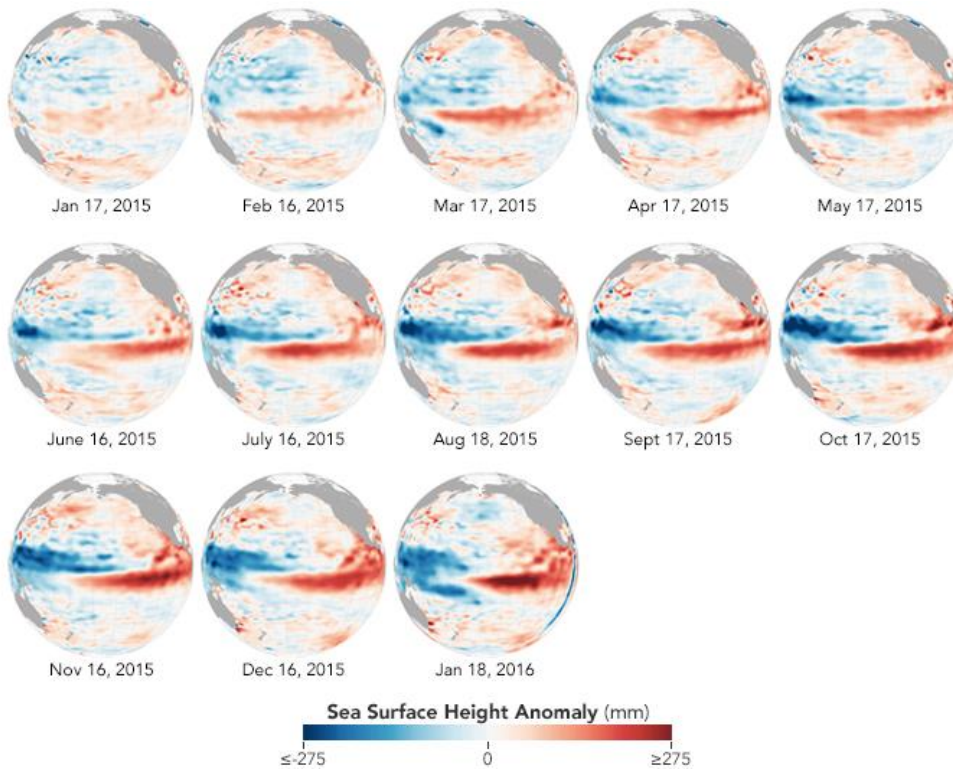 Jan 17, 2015
Feb 16, 2015
Mar 17, 2015
Apr 17, 2015
May 17, 2015
June 16, 2015
July 16, 2015
Aug 18, 2015
Sept 17, 2015
Oct 17, 2015
Nov 16, 2015
Dec 16, 2015
Jan 18, 2016
Sea Surface Height Anomaly (mm)
≤-275
0
≥275